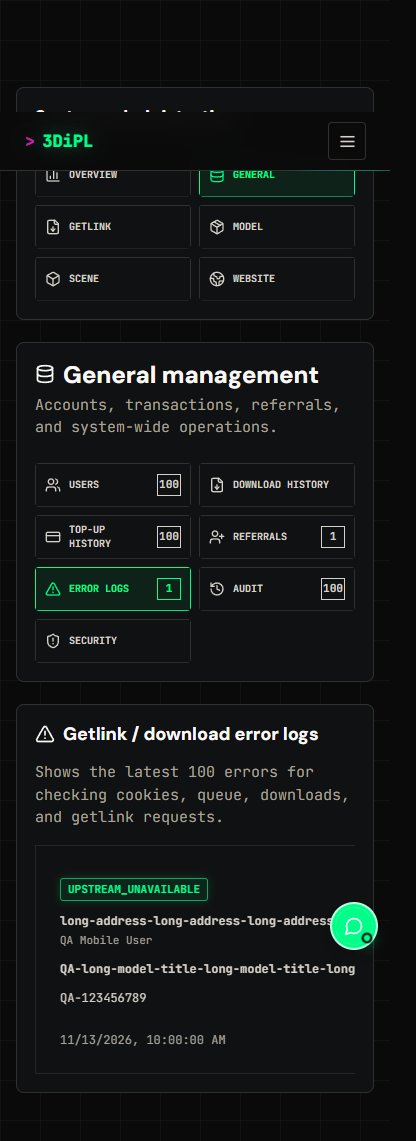 > 3DiPL
OVERVIEW
GENERAL
GETLINK
MODEL
SCENE
WEBSITE
General management
Accounts, transactions, referrals,
and system-wide operations.
USERS 100
DOWNLOAD HISTORY
TOP-UP
HISTORY 100
REFERRALS 1
ERROR LOGS 1
AUDIT 100
SECURITY
Getlink / download error logs
Shows the latest 100 errors for
checking cookies, queue, downloads,
and getlink requests.
UPSTREAM_UNAVAILABLE
long-address-long-address-long-address
QA Mobile User
QA-long-model-title-long-model-title-long
QA-123456789
11/13/2026, 10:00:00 AM